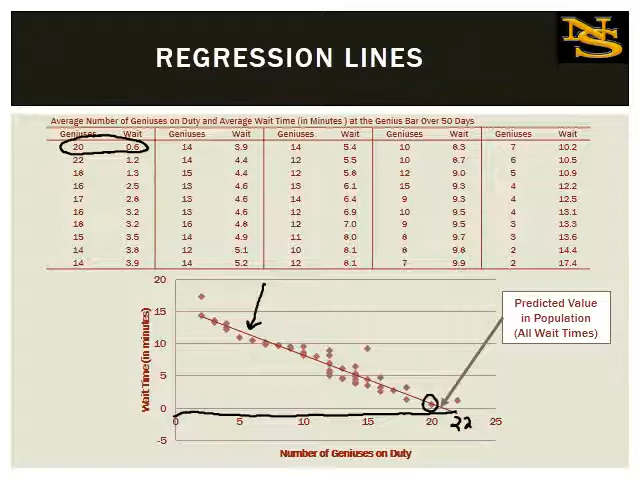 REGRESSION LINES
NS
Average Number of Geniuses on Duty and Average Wait Time (in Minutes ) at the Genius Bar Over 50 Days
Geniuses Wait Geniuses Wait Geniuses Wait Geniuses Wait Geniuses Wait
20 0.6 14 3.9 14 5.4 10 8.3 7 10.2
22 1.2 14 4.4 12 5.5 10 8.7 6 10.5
18 1.3 15 4.4 12 5.8 12 9.0 5 10.9
16 2.5 13 4.6 13 6.1 15 9.3 4 12.2
17 2.8 13 4.6 14 6.4 9 9.3 4 12.5
16 3.2 13 4.6 12 6.9 10 9.5 4 13.1
18 3.2 16 4.8 12 7.0 9 9.5 3 13.6
15 3.5 14 4.9 11 8.0 8 9.7 3 13.6
14 3.8 12 5.1 10 8.1 8 9.8 2 14.4
14 3.9 14 5.2 12 8.1 7 9.9 2 17.4
20
15
10
5
0
-5
Wait Time (in minutes)
0 5 10 15 20 25
22
Number of Geniuses on Duty
Predicted Value
in Population
(All Wait Times)